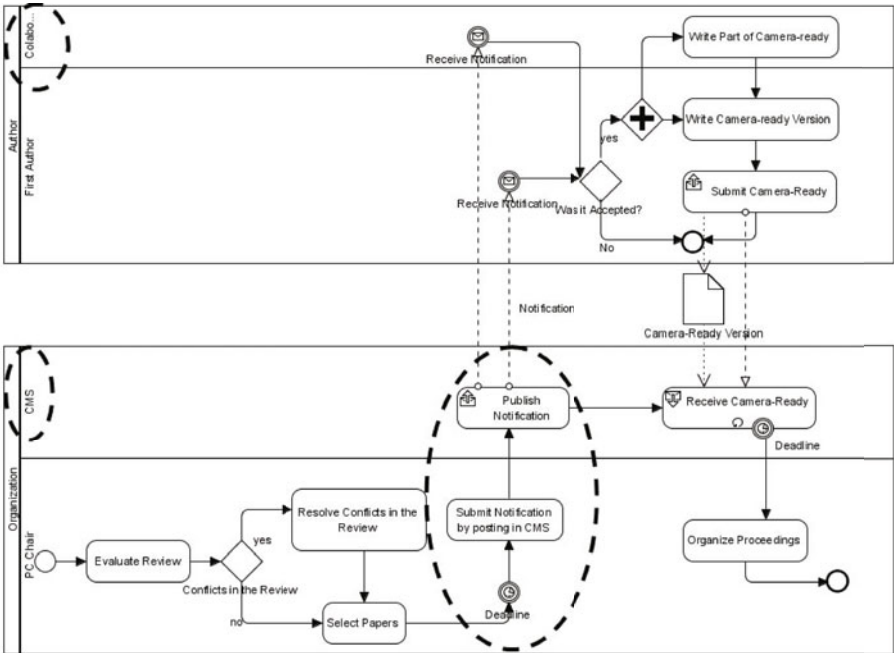 Author
Colabo...
Receive Notification
Write Part of Camera-ready
First Author
Receive Notification
Was it Accepted?
yes
No
Write Camera-ready Version
Submit Camera-Ready
Notification
Camera-Ready Version
Organization
CMS
Publish
Notification
Receive Camera-Ready
Deadline
PC Chair
Evaluate Review
Conflicts in the Review
yes
no
Resolve Conflicts in the
Review
Select Papers
Submit Notification
by posting in CMS
Deadline
Organize Proceedings